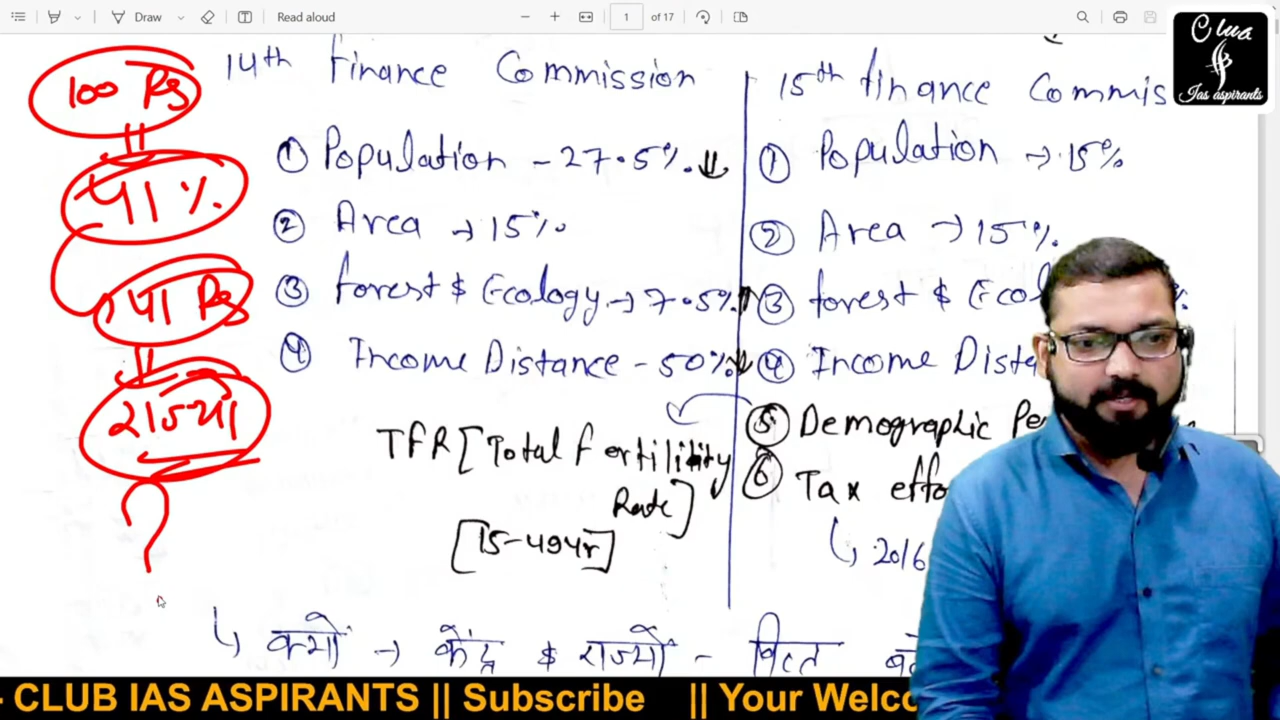 Draw
Read aloud
1
of 17
Club
Ias aspirants
100 Rs
41%
41 Rs
राज्यों
?
14th Finance Commission
① Population - 27.5%
② Area → 15%
③ Forest $ Ecology → 7.5%
④ Income Distance - 50%
TFR [Total fertility
Rate]
[15-49yr]
15th finance Commis
① Population → 15%
② Area → 15%
③ forest $ Ecol
%
④ Income Dista
⑤ Demographic Pe
⑥ Tax effo
↳ 2016
↳ क्यों → केंद्र $ राज्यों - वित्त
- CLUB IAS ASPIRANTS || Subscribe || Your Welco